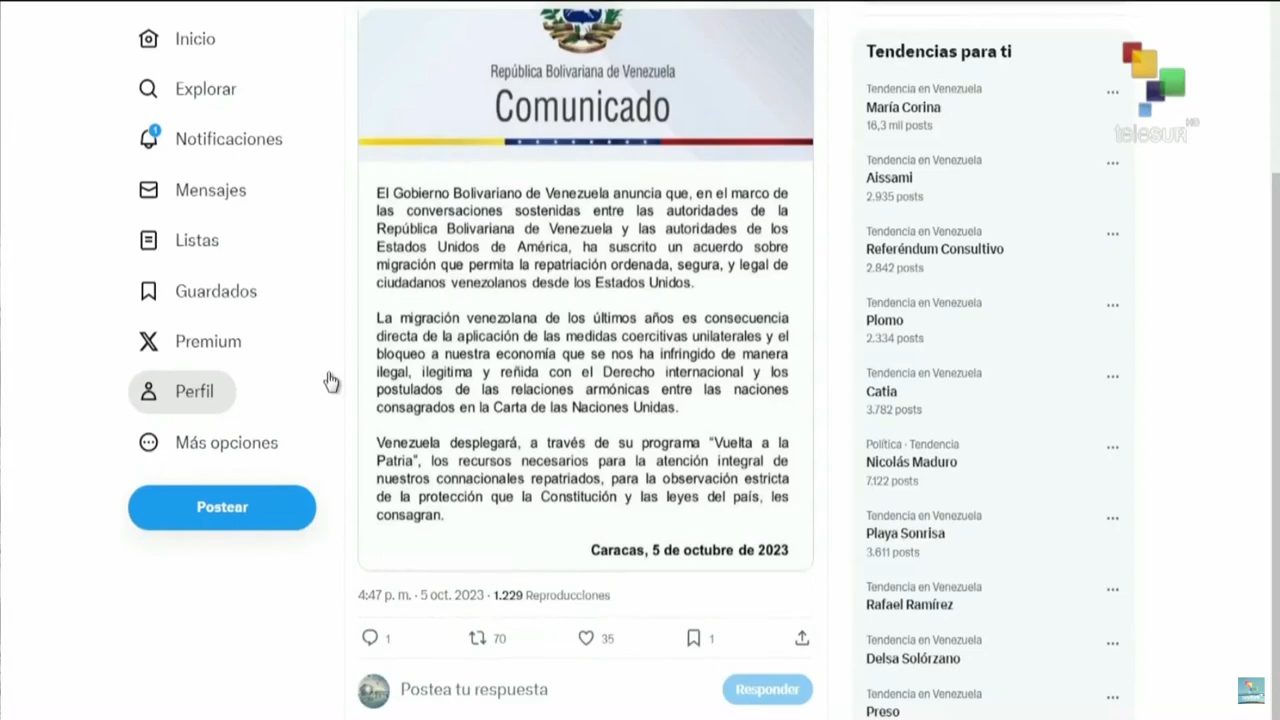 Inicio
Explorar
1
Notificaciones
Mensajes
Listas
Guardados
Premium
Perfil
Más opciones
Postear
República Bolivariana de Venezuela
Comunicado
El Gobierno Bolivariano de Venezuela anuncia que, en el marco de
las conversaciones sostenidas entre las autoridades de la
República Bolivariana de Venezuela y las autoridades de los
Estados Unidos de América, ha suscrito un acuerdo sobre
migración que permita la repatriación ordenada, segura, y legal de
ciudadanos venezolanos desde los Estados Unidos.
La migración venezolana de los últimos años es consecuencia
directa de la aplicación de las medidas coercitivas unilaterales y el
bloqueo a nuestra economía que se nos ha infringido de manera
ilegal, ilegitima y reñida con el Derecho internacional y los
postulados de las relaciones armónicas entre las naciones
consagrados en la Carta de las Naciones Unidas.
Venezuela desplegará, a través de su programa “Vuelta a la
Patria”, los recursos necesarios para la atención integral de
nuestros connacionales repatriados, para la observación estricta
de la protección que la Constitución y las leyes del país, les
consagran.
Caracas, 5 de octubre de 2023
4:47 p. m. · 5 oct. 2023 · 1.229 Reproducciones
1 70 35 1
Postea tu respuesta
Responder
Tendencias para ti
Tendencia en Venezuela
María Corina
16,3 mil posts
Tendencia en Venezuela
Aissami
2.935 posts
Tendencia en Venezuela
Referéndum Consultivo
2.842 posts
Tendencia en Venezuela
Plomo
2.334 posts
Tendencia en Venezuela
Catia
3.782 posts
Política · Tendencia
Nicolás Maduro
7.122 posts
Tendencia en Venezuela
Playa Sonrisa
3.611 posts
Tendencia en Venezuela
Rafael Ramírez
Tendencia en Venezuela
Delsa Solórzano
Tendencia en Venezuela
Preso
teleSUR HD